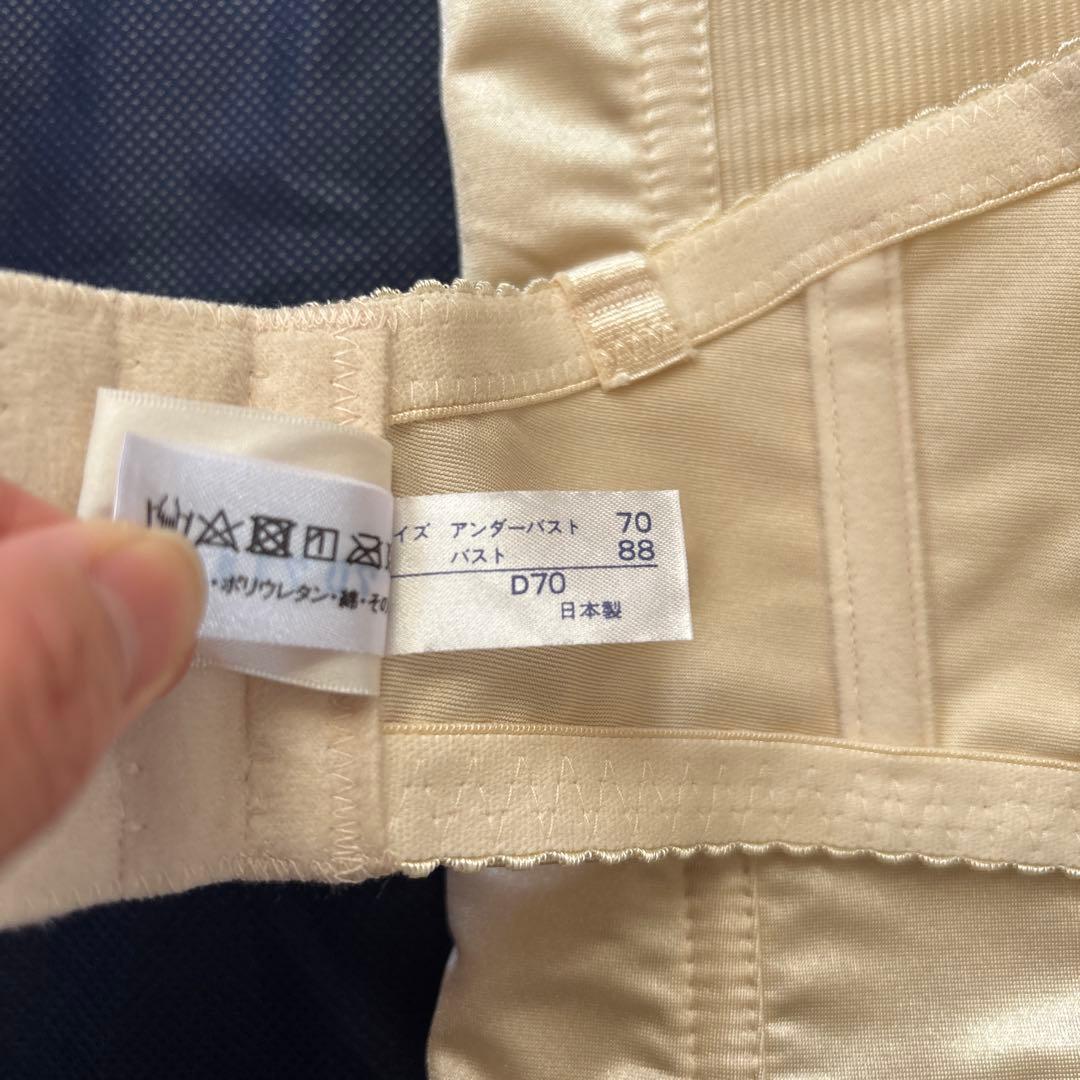 イズ アンダーバスト 70
バスト 88
D70
日本製
・ポリウレタン・綿・その